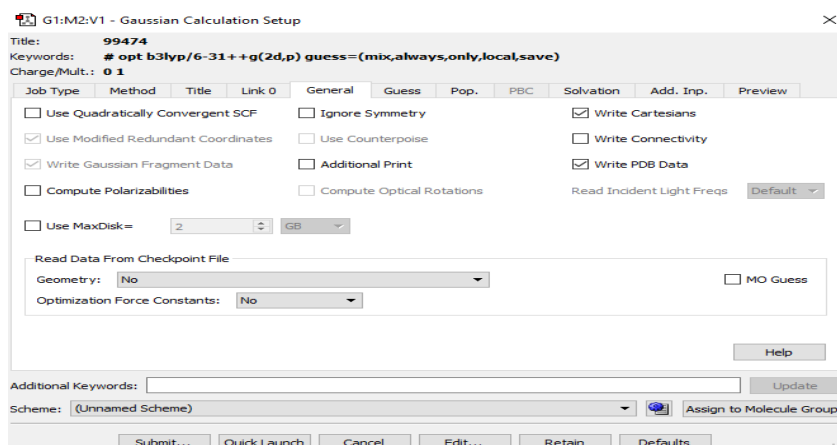 G1:M2:V1 - Gaussian Calculation Setup
Title: 99474
Keywords: # opt b3lyp/6-31++g(2d,p) guess=(mix,always,only,local,save)
Charge/Mult.: 0 1
Job Type Method Title Link 0 General Guess Pop. PBC Solvation Add. Inp. Preview
Use Quadratically Convergent SCF Ignore Symmetry Write Cartesians
Use Modified Redundant Coordinates Use Counterpoise Write Connectivity
Write Gaussian Fragment Data Additional Print Write PDB Data
Compute Polarizabilities Compute Optical Rotations Read Incident Light Freqs Default
Use MaxDisk= 2 GB
Read Data From Checkpoint File
Geometry: No MO Guess
Optimization Force Constants: No
Help
Additional Keywords: Update
Scheme: (Unnamed Scheme) Assign to Molecule Group
Submit... Quick Launch Cancel Edit... Retain Defaults